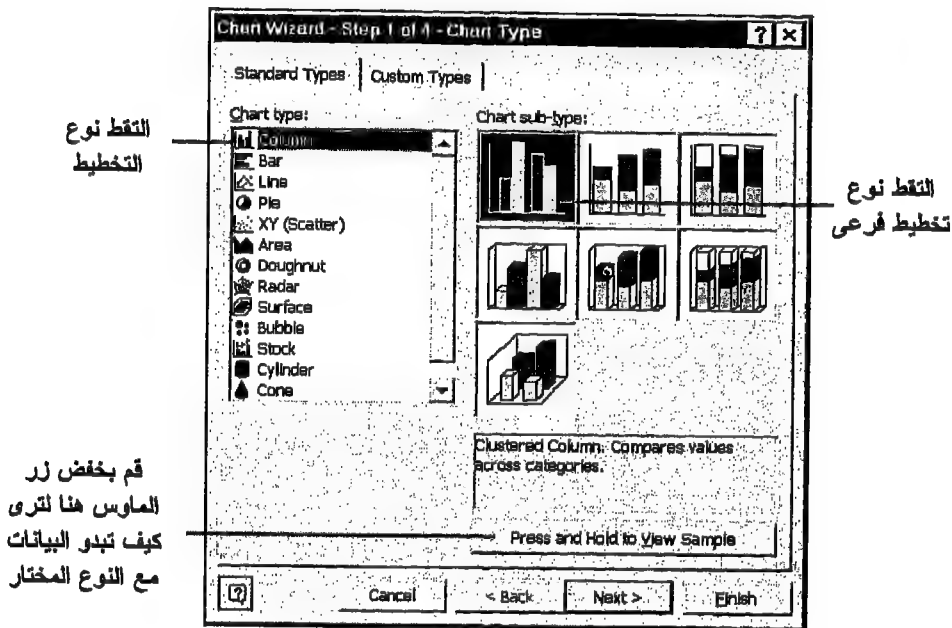 Chart Wizard - Step 1 of 4 - Chart Type
Standard Types
Custom Types
Chart type:
Column
Bar
Line
Pie
XY (Scatter)
Area
Doughnut
Radar
Surface
Bubble
Stock
Cylinder
Cone
Chart sub-type:
Clustered Column. Compares values
across categories.
Press and Hold to View Sample
Cancel
< Back
Next >
Finish
التقط نوع
التخطيط
التقط نوع
تخطيط فرعى
قم بخفض زر
الماوس هنا لترى
كيف تبدو البيانات
مع النوع المختار